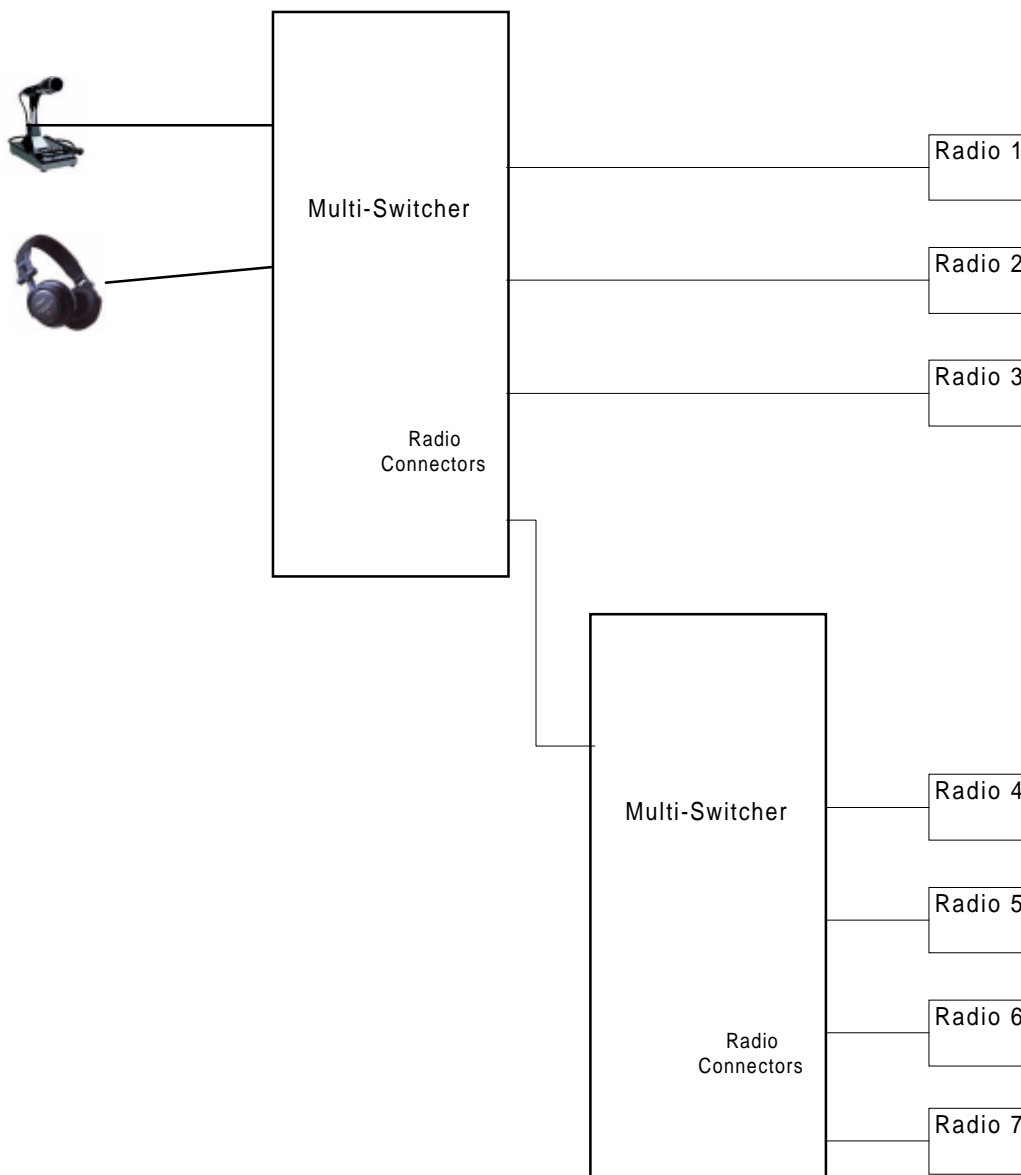 Radio 1
Multi-Switcher
Radio 2
Radio 3
Radio
Connectors
Radio 4
Multi-Switcher
Radio 5
Radio 6
Radio
Connectors
Radio 7